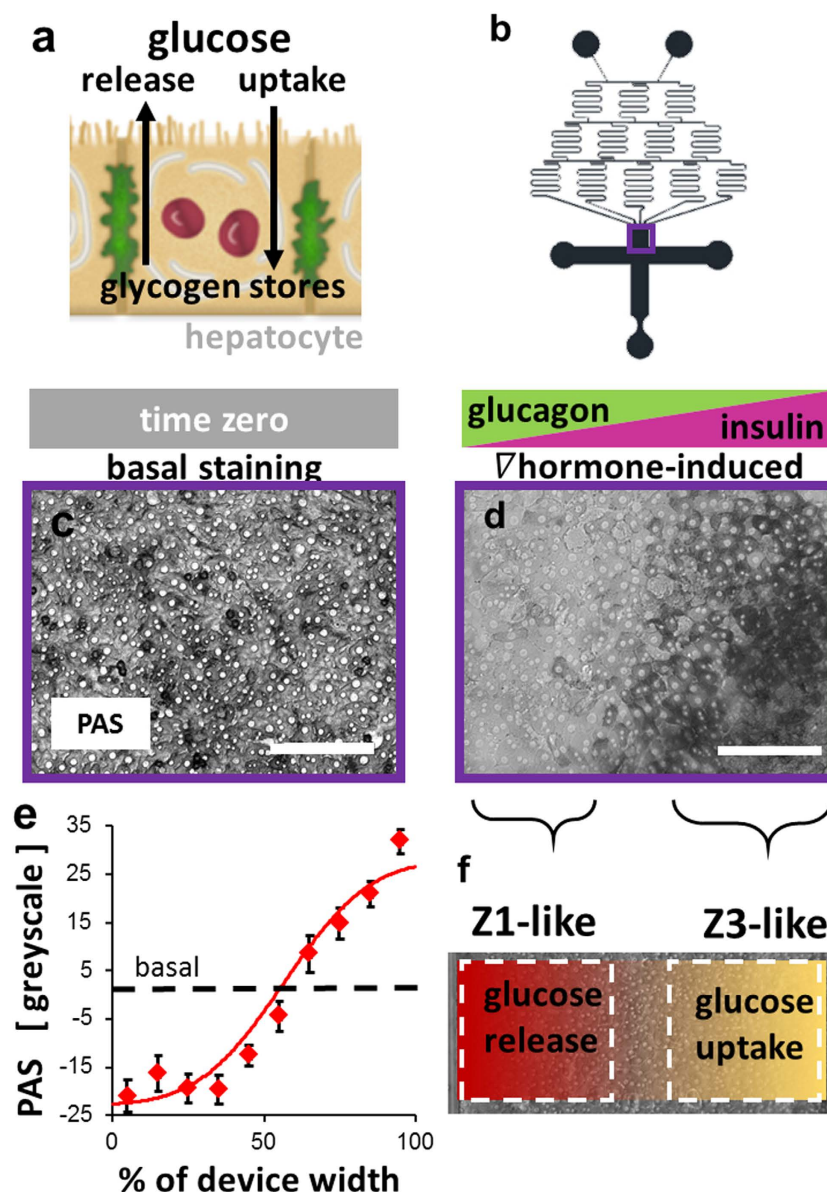 a
glucose
release uptake
glycogen stores
hepatocyte
b
time zero
basal staining
glucagon
insulin
∇hormone-induced
c
PAS
d
e
PAS [ greyscale ]
35
25
15
5
-5
-15
-25
basal
0 50 100
% of device width
f
Z1-like Z3-like
glucose
release
glucose
uptake